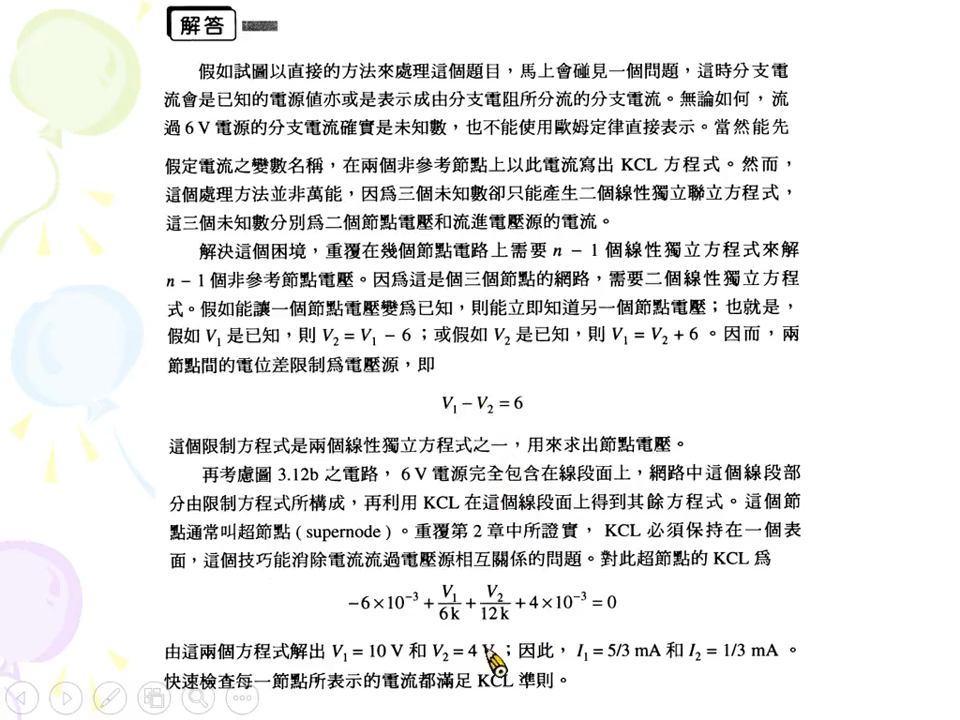 解答
假如試圖以直接的方法來處理這個題目，馬上會碰見一個問題，這時分支電
流會是已知的電源值亦或是表示成由分支電阻所分流的分支電流。無論如何，流
過 6 V 電源的分支電流確實是未知數，也不能使用歐姆定律直接表示。當然能先
假定電流之變數名稱，在兩個非參考節點上以此電流寫出 KCL 方程式。然而，
這個處理方法並非萬能，因為三個未知數卻只能產生二個線性獨立聯立方程式，
這三個未知數分別為二個節點電壓和流進電壓源的電流。
解決這個困境，重覆在幾個節點電路上需要 n − 1 個線性獨立方程式來解
n − 1 個非參考節點電壓。因為這是個三個節點的網路，需要二個線性獨立方程
式。假如能讓一個節點電壓變為已知，則能立即知道另一個節點電壓；也就是，
假如 V₁ 是已知，則 V₂ = V₁ − 6；或假如 V₂ 是已知，則 V₁ = V₂ + 6。因而，兩
節點間的電位差限制為電壓源，即
V₁ − V₂ = 6
這個限制方程式是兩個線性獨立方程式之一，用來求出節點電壓。
再考慮圖 3.12b 之電路，6 V 電源完全包含在線段面上，網路中這個線段部
分由限制方程式所構成，再利用 KCL 在這個線段面上得到其餘方程式。這個節
點通常叫超節點 (supernode)。重覆第 2 章中所證實，KCL 必須保持在一個表
面，這個技巧能消除電流流過電壓源相互關係的問題。對此超節點的 KCL 為
−6×10⁻³ + V₁/6k + V₂/12k + 4×10⁻³ = 0
由這兩個方程式解出 V₁ = 10 V 和 V₂ = 4 V；因此，I₁ = 5/3 mA 和 I₂ = 1/3 mA。
快速檢查每一節點所表示的電流都滿足 KCL 準則。